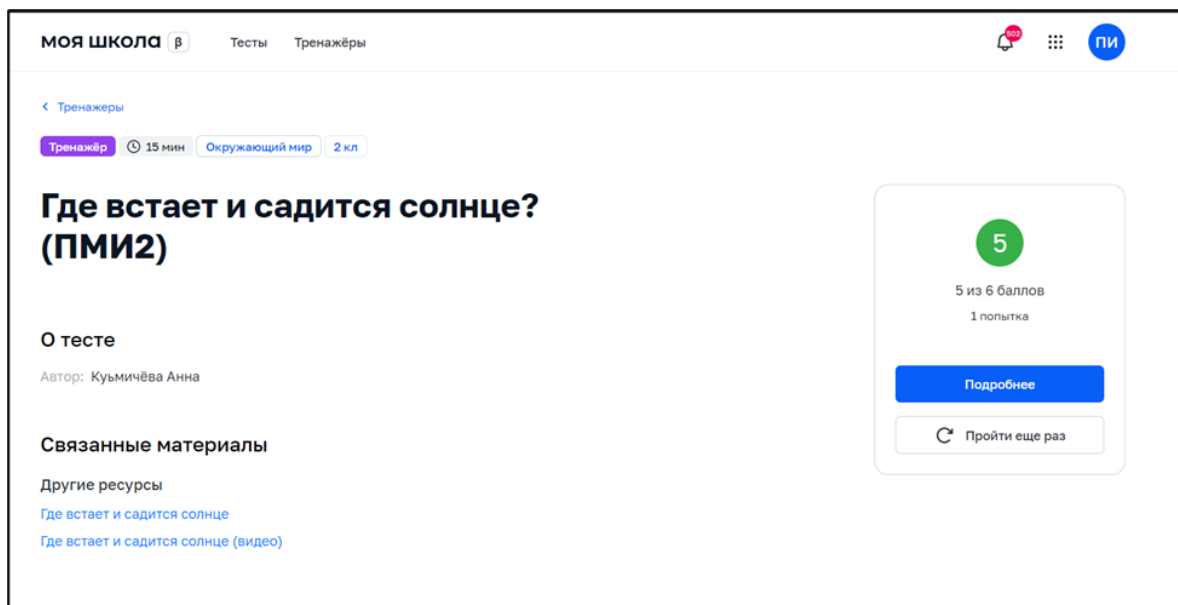 МОЯ ШКОЛА β Тесты Тренажёры 502 ПИ
Тренажеры
Тренажёр 15 мин Окружающий мир 2 кл
Где встает и садится солнце?
(ПМИ2)
5
5 из 6 баллов
1 попытка
О тесте
Автор: Куьмичёва Анна
Подробнее
Пройти еще раз
Связанные материалы
Другие ресурсы
Где встает и садится солнце
Где встает и садится солнце (видео)